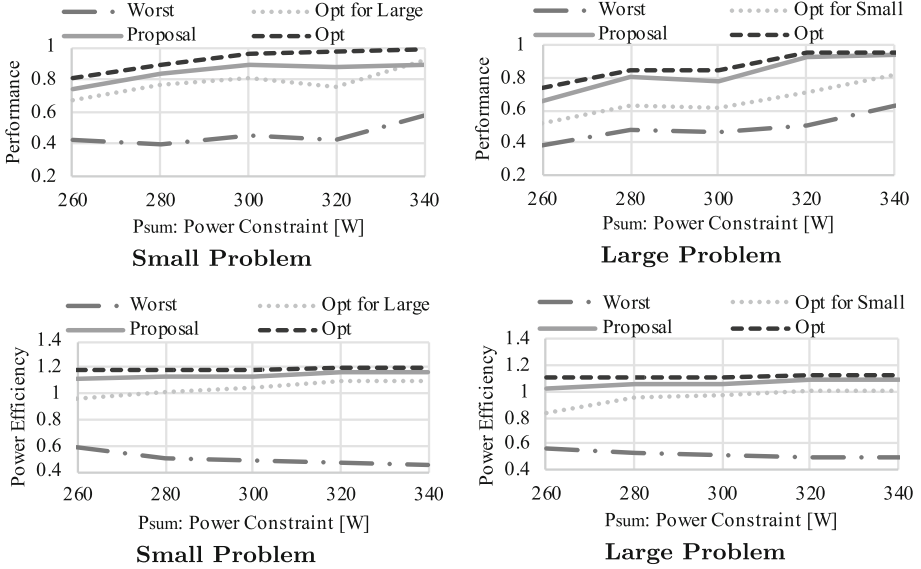 Worst Opt for Large
Proposal Opt
Performance
1
0.8
0.6
0.4
0.2
260 280 300 320 340
Psum: Power Constraint [W]
Small Problem
Worst Opt for Small
Proposal Opt
Performance
1
0.8
0.6
0.4
0.2
260 280 300 320 340
Psum: Power Constraint [W]
Large Problem
Worst Opt for Large
Proposal Opt
Power Efficiency
1.4
1.2
1
0.8
0.6
0.4
260 280 300 320 340
Psum: Power Constraint [W]
Small Problem
Worst Opt for Small
Proposal Opt
Power Efficiency
1.4
1.2
1
0.8
0.6
0.4
260 280 300 320 340
Psum: Power Constraint [W]
Large Problem